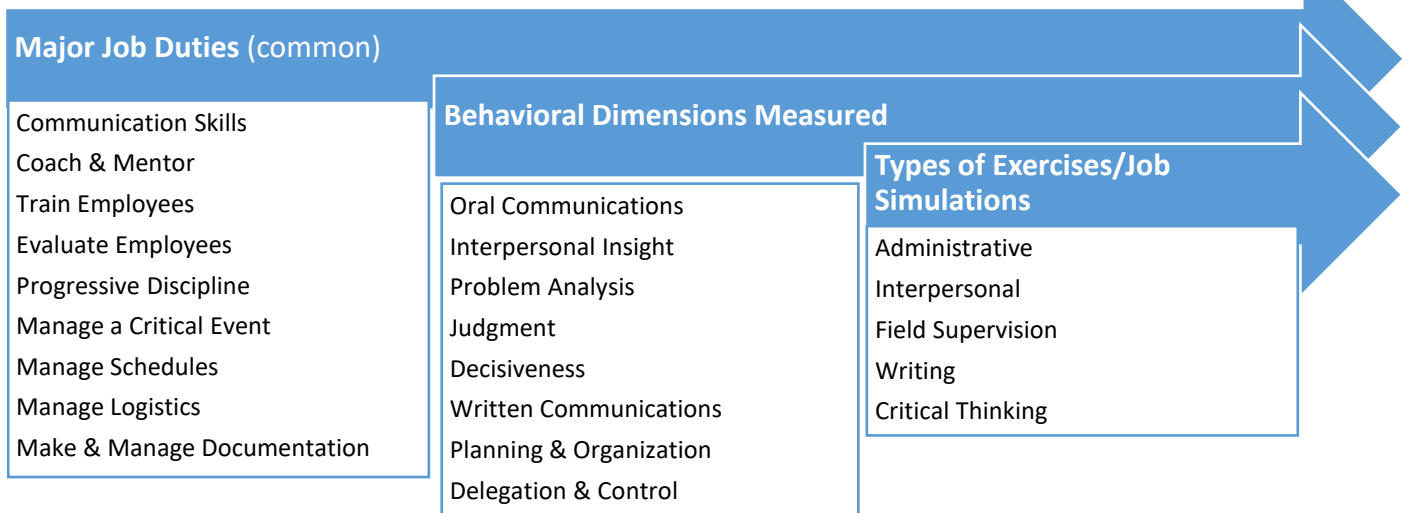 Major Job Duties (common)
Communication Skills
Coach & Mentor
Train Employees
Evaluate Employees
Progressive Discipline
Manage a Critical Event
Manage Schedules
Manage Logistics
Make & Manage Documentation
Behavioral Dimensions Measured
Oral Communications
Interpersonal Insight
Problem Analysis
Judgment
Decisiveness
Written Communications
Planning & Organization
Delegation & Control
Types of Exercises/Job
Simulations
Administrative
Interpersonal
Field Supervision
Writing
Critical Thinking